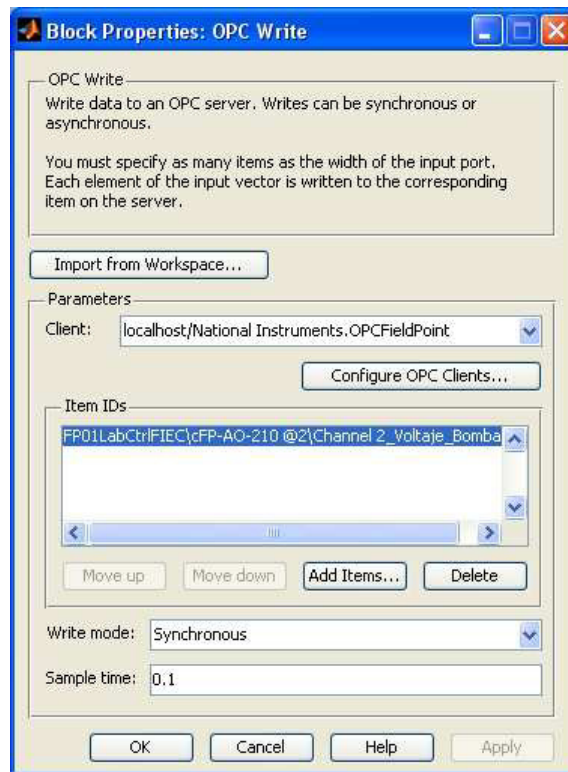 Block Properties: OPC Write
OPC Write
Write data to an OPC server. Writes can be synchronous or
asynchronous.
You must specify as many items as the width of the input port.
Each element of the input vector is written to the corresponding
item on the server.
Import from Workspace...
Parameters
Client: localhost/National Instruments.OPCFieldPoint
Configure OPC Clients...
Item IDs
FP01LabCtrlFIEC\cFP-AO-210 @2\Channel 2_Voltaje_Bomba
Move up Move down Add Items... Delete
Write mode: Synchronous
Sample time: 0.1
OK Cancel Help Apply